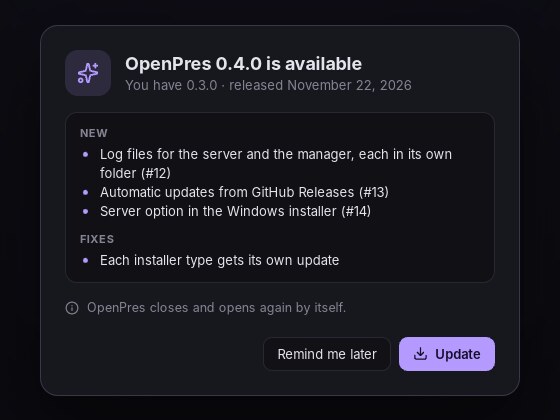 OpenPres 0.4.0 is available
You have 0.3.0 · released November 22, 2026
NEW
• Log files for the server and the manager, each in its own
folder (#12)
• Automatic updates from GitHub Releases (#13)
• Server option in the Windows installer (#14)
FIXES
• Each installer type gets its own update
OpenPres closes and opens again by itself.
Remind me later
Update